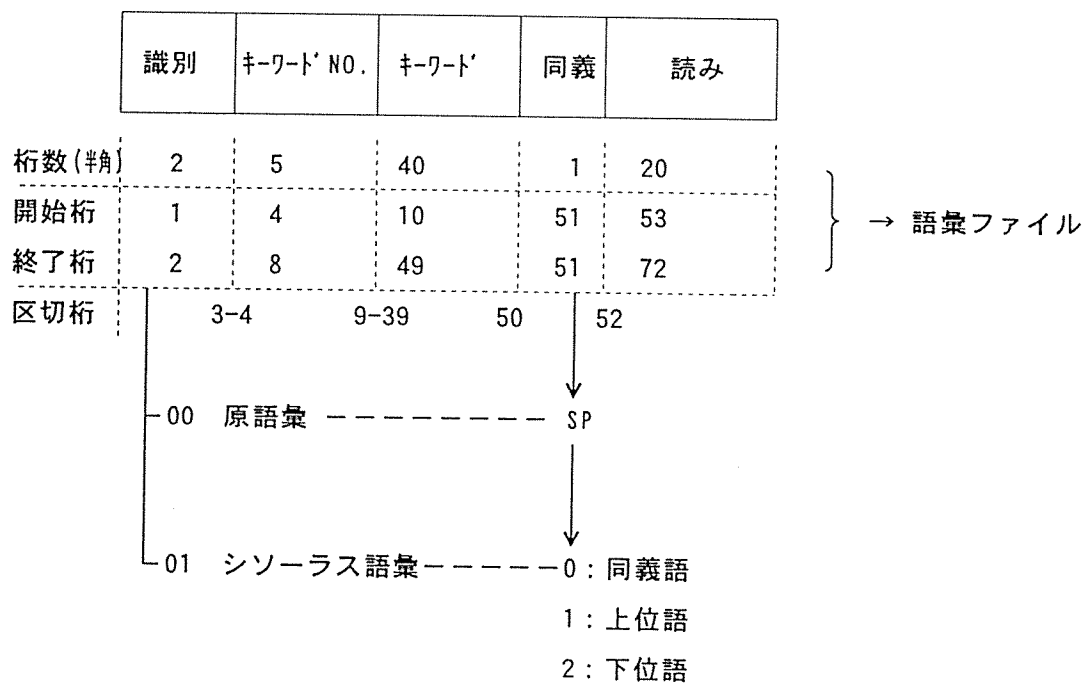 識別 ｷｰﾜｰﾄﾞNO. ｷｰﾜｰﾄﾞ 同義 読み
桁数(半角) 2 5 40 1 20
開始桁 1 4 10 51 53
→ 語彙ファイル
終了桁 2 8 49 51 72
区切桁 3-4 9-39 50 52
00 原語彙 SP
01 シソーラス語彙 0：同義語
1：上位語
2：下位語